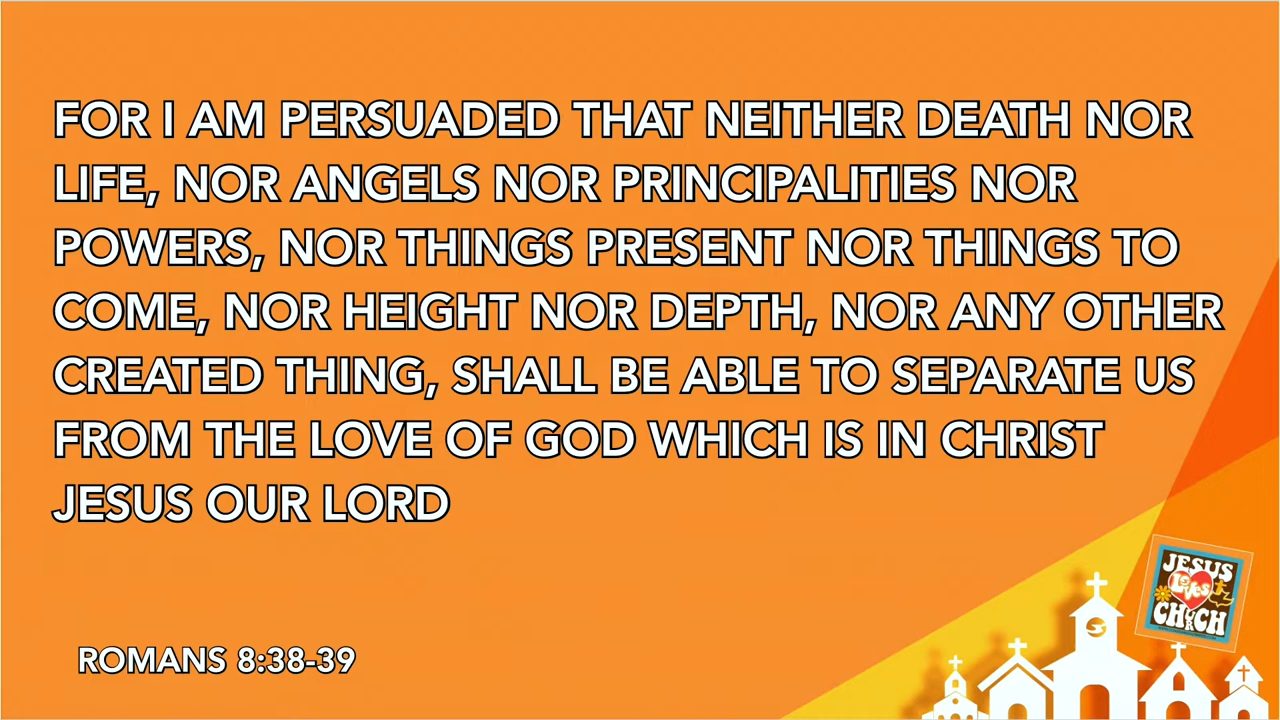 FOR I AM PERSUADED THAT NEITHER DEATH NOR
LIFE, NOR ANGELS NOR PRINCIPALITIES NOR
POWERS, NOR THINGS PRESENT NOR THINGS TO
COME, NOR HEIGHT NOR DEPTH, NOR ANY OTHER
CREATED THING, SHALL BE ABLE TO SEPARATE US
FROM THE LOVE OF GOD WHICH IS IN CHRIST
JESUS OUR LORD
ROMANS 8:38-39
JESUS
LOVES
CHURCH